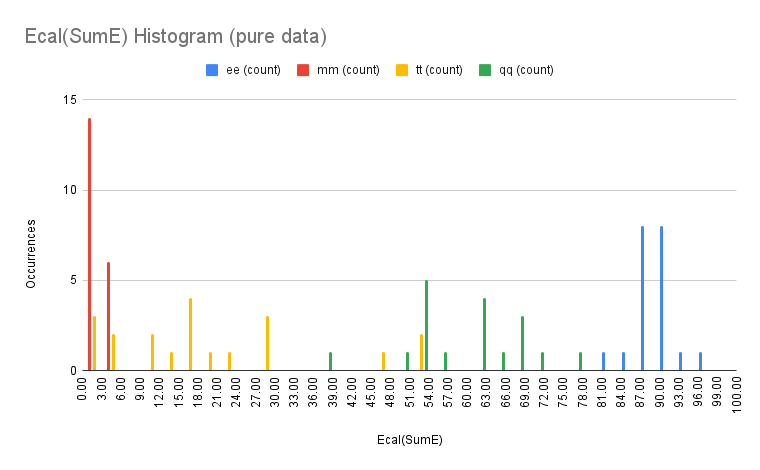 Ecal(SumE) Histogram (pure data)
ee (count) mm (count) tt (count) qq (count)
15
10
5
0
Occurrences
0.00 3.00 6.00 9.00 12.00 15.00 18.00 21.00 24.00 27.00 30.00 33.00 36.00 39.00 42.00 45.00 48.00 51.00 54.00 57.00 60.00 63.00 66.00 69.00 72.00 75.00 78.00 81.00 84.00 87.00 90.00 93.00 96.00 99.00 100.00
Ecal(SumE)